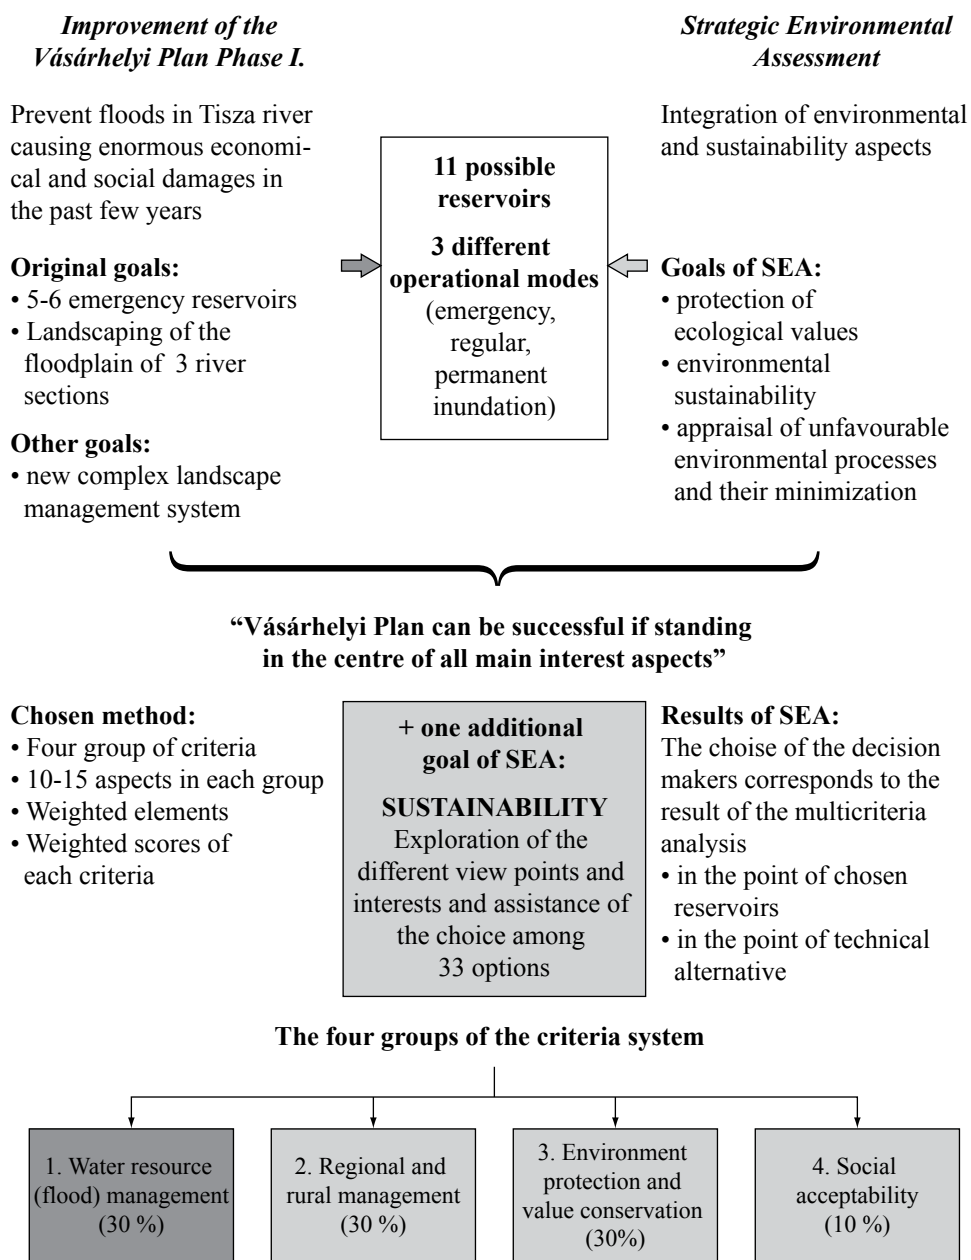 Improvement of the
Vásárhelyi Plan Phase I.
Prevent floods in Tisza river
causing enormous economi-
cal and social damages in
the past few years
Original goals:
• 5-6 emergency reservoirs
• Landscaping of the
floodplain of 3 river
sections
Other goals:
• new complex landscape
management system
11 possible
reservoirs
3 different
operational modes
(emergency,
regular,
permanent
inundation)
Strategic Environmental
Assessment
Integration of environmental
and sustainability aspects
Goals of SEA:
• protection of
ecological values
• environmental
sustainability
• appraisal of unfavourable
environmental processes
and their minimization
“Vásárhelyi Plan can be successful if standing
in the centre of all main interest aspects”
Chosen method:
• Four group of criteria
• 10-15 aspects in each group
• Weighted elements
• Weighted scores of
each criteria
+ one additional
goal of SEA:
SUSTAINABILITY
Exploration of the
different view points and
interests and assistance of
the choice among
33 options
Results of SEA:
The choise of the decision
makers corresponds to the
result of the multicriteria
analysis
• in the point of chosen
reservoirs
• in the point of technical
alternative
The four groups of the criteria system
1. Water resource
(flood) management
(30 %)
2. Regional and
rural management
(30 %)
3. Environment
protection and
value conservation
(30%)
4. Social
acceptability
(10 %)